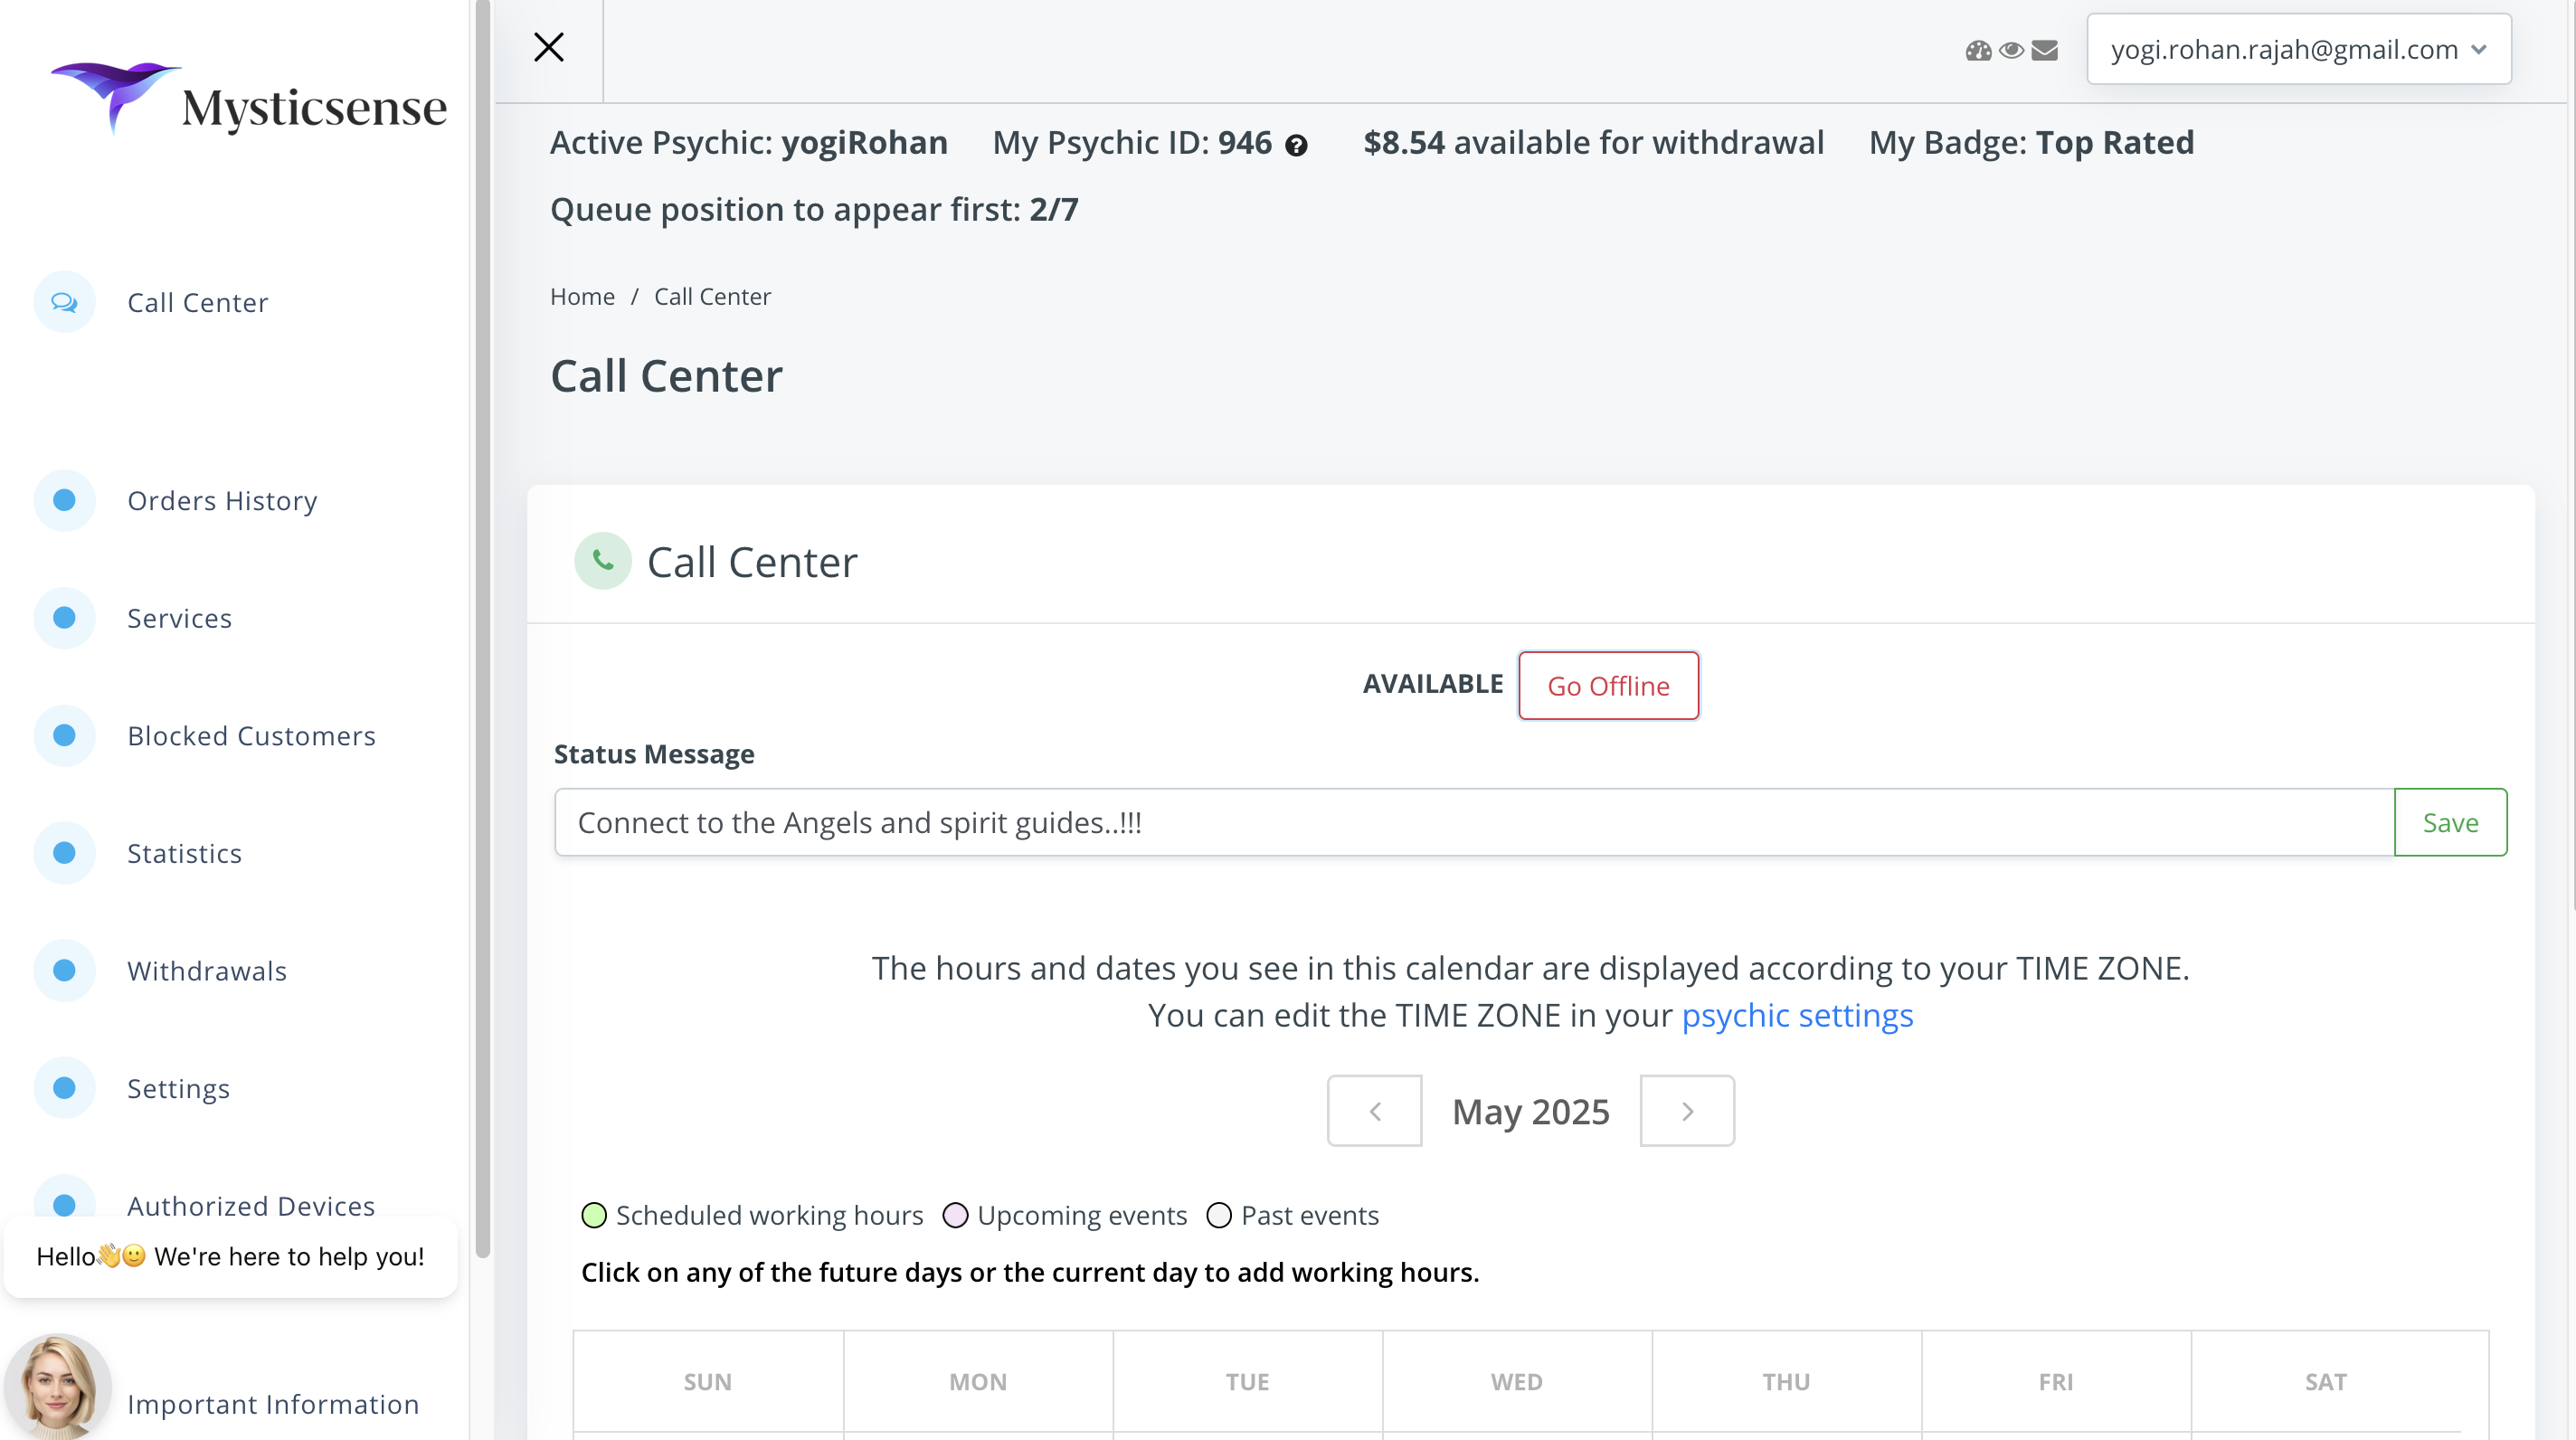 Mysticsense
Call Center
Orders History
Services
Blocked Customers
Statistics
Withdrawals
Settings
Authorized Devices
Hello👋🙂 We're here to help you!
Important Information
yogi.rohan.rajah@gmail.com
Active Psychic: yogiRohan My Psychic ID: 946 $8.54 available for withdrawal My Badge: Top Rated
Queue position to appear first: 2/7
Home / Call Center
Call Center
Call Center
AVAILABLE Go Offline
Status Message
Connect to the Angels and spirit guides..!!! Save
The hours and dates you see in this calendar are displayed according to your TIME ZONE.
You can edit the TIME ZONE in your psychic settings
May 2025
Scheduled working hours Upcoming events Past events
Click on any of the future days or the current day to add working hours.
SUN MON TUE WED THU FRI SAT